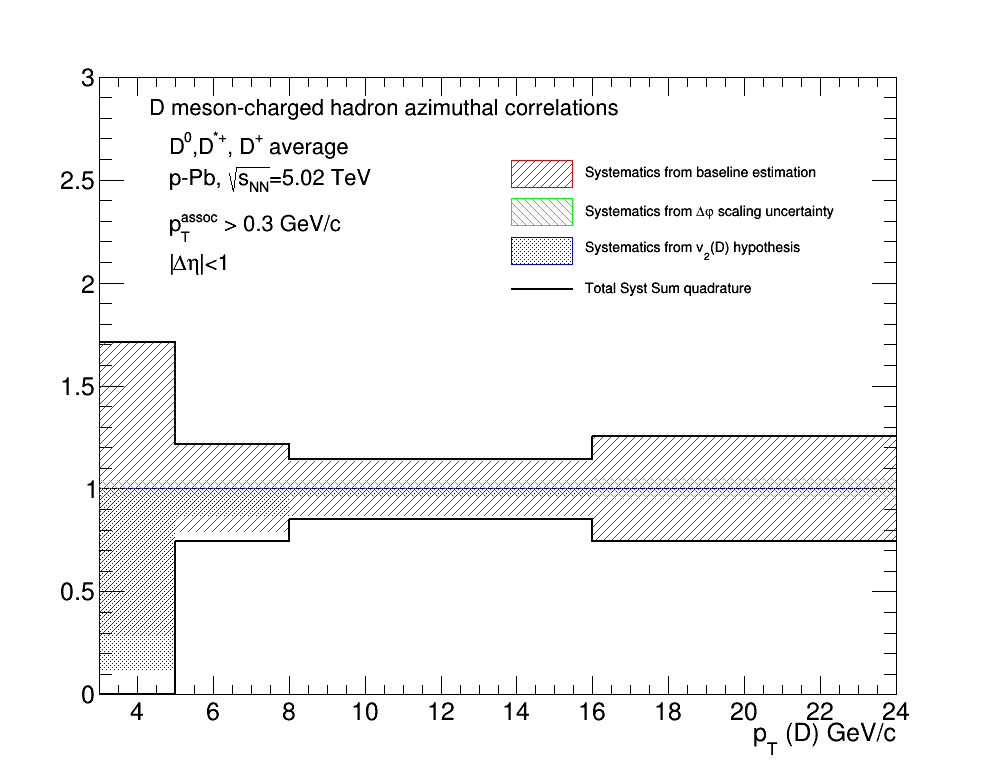 3
D meson-charged hadron azimuthal correlations
D⁰,D*⁺, D⁺ average
p-Pb, √s_NN=5.02 TeV
p_T^assoc > 0.3 GeV/c
|Δη|<1
Systematics from baseline estimation
Systematics from Δφ scaling uncertainty
Systematics from v₂(D) hypothesis
Total Syst Sum quadrature
2.5
2
1.5
1
0.5
0
4 6 8 10 12 14 16 18 20 22 24
p_T (D) GeV/c